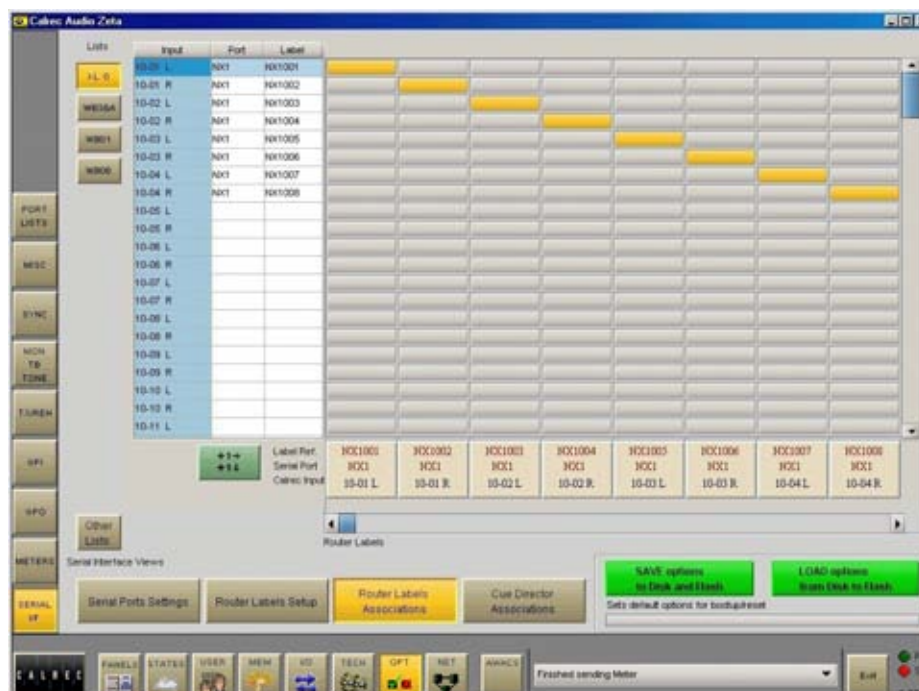 Calrec Audio Zeta
Lists
Input Port Label
10-01 L NX1 NX1001
10-01 R NX1 NX1002
10-02 L NX1 NX1003
10-02 R NX1 NX1004
10-03 L NX1 NX1005
10-03 R NX1 NX1006
10-04 L NX1 NX1007
10-04 R NX1 NX1008
10-05 L
10-05 R
10-06 L
10-06 R
10-07 L
10-07 R
10-08 L
10-08 R
10-09 L
10-09 R
10-10 L
10-10 R
10-11 L
WB01
PORT LISTS
MISC
SYNC
MON TB TONE
GPI
GPO
METERS
SERIAL I/F
Label Ref. NX1001 NX1002 NX1003 NX1004 NX1005 NX1006 NX1007 NX1008
Serial Port NX1 NX1 NX1 NX1 NX1 NX1 NX1 NX1
Calrec Input 10-01 L 10-01 R 10-02 L 10-02 R 10-03 L 10-03 R 10-04 L 10-04 R
Other Lists
Router Labels
Serial Interface Views
Serial Ports Settings
Router Labels Setup
Router Labels Associations
Cue Director Associations
SAVE options to Disk and Flash
LOAD options from Disk to Flash
Sets default options for bootup/reset
CALREC
PANELS STATES USER MEM I/O TECH OPT NET AWACS
Finished sending Meter
Exit